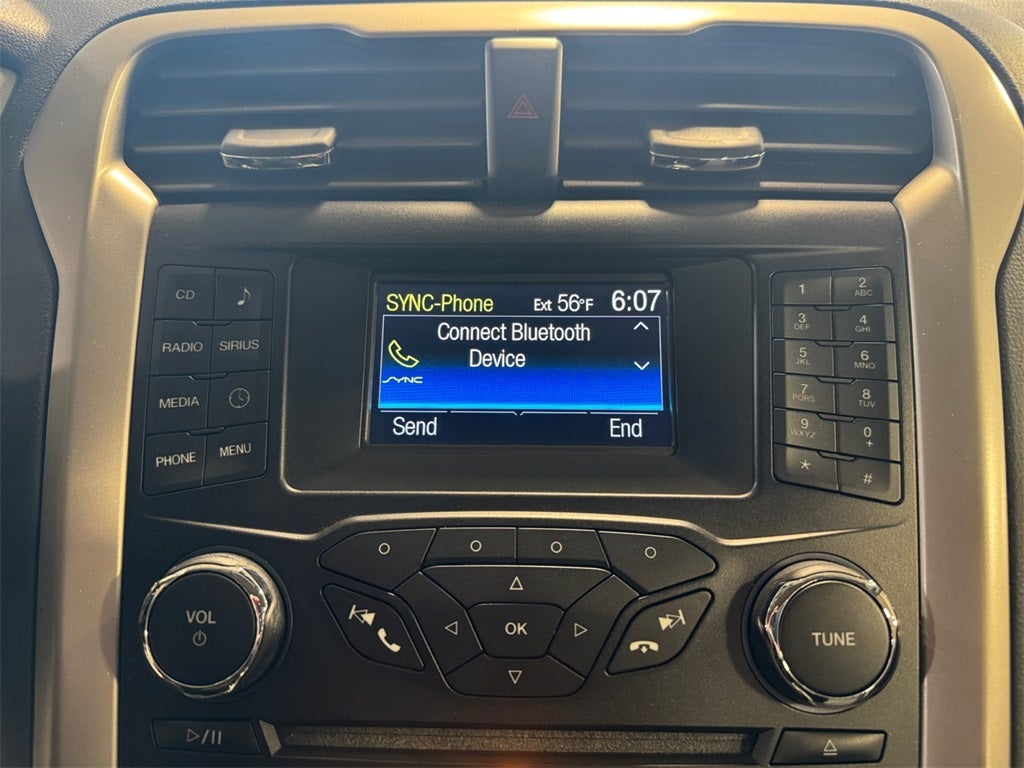 SYNC-Phone Ext 56°F 6:07
Connect Bluetooth
Device
SYNC
Send End
CD
RADIO SIRIUS
MEDIA
PHONE MENU
1 2 ABC
3 DEF 4 GHI
5 JKL 6 MNO
7 PQRS 8 TUV
9 WXYZ 0 +
* #
VOL
OK
TUNE